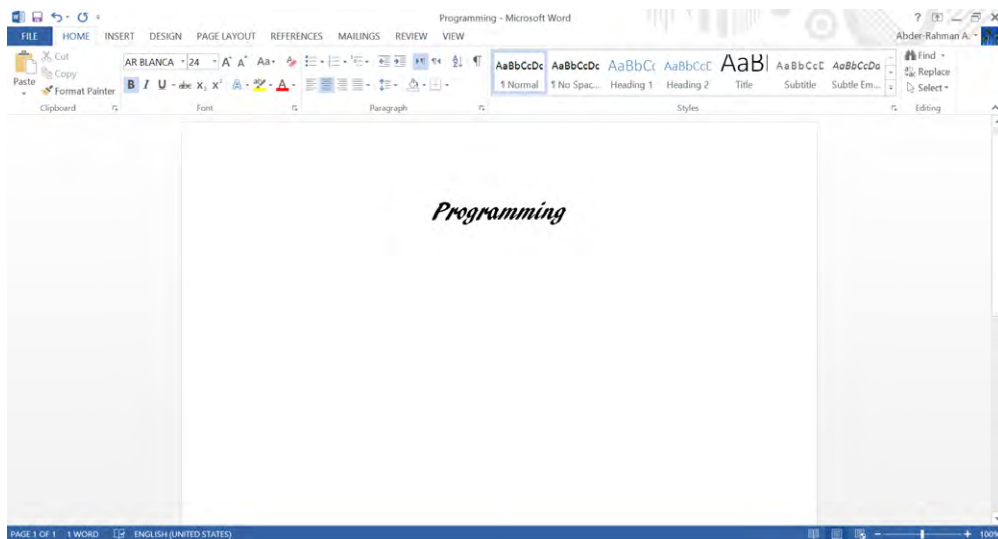 Programming - Microsoft Word
FILE HOME INSERT DESIGN PAGE LAYOUT REFERENCES MAILINGS REVIEW VIEW Abder-Rahman A.
Paste
Cut
Copy
Format Painter
Clipboard
AR BLANCA 24
Font
Paragraph
AaBbCcDc AaBbCcDc AaBbCc AaBbCcC AaBl AaBbCcC AaBbCcDa
¶ Normal ¶ No Spac... Heading 1 Heading 2 Title Subtitle Subtle Em...
Styles
Find
Replace
Select
Editing
Programming
PAGE 1 OF 1 1 WORD ENGLISH (UNITED STATES) 100%